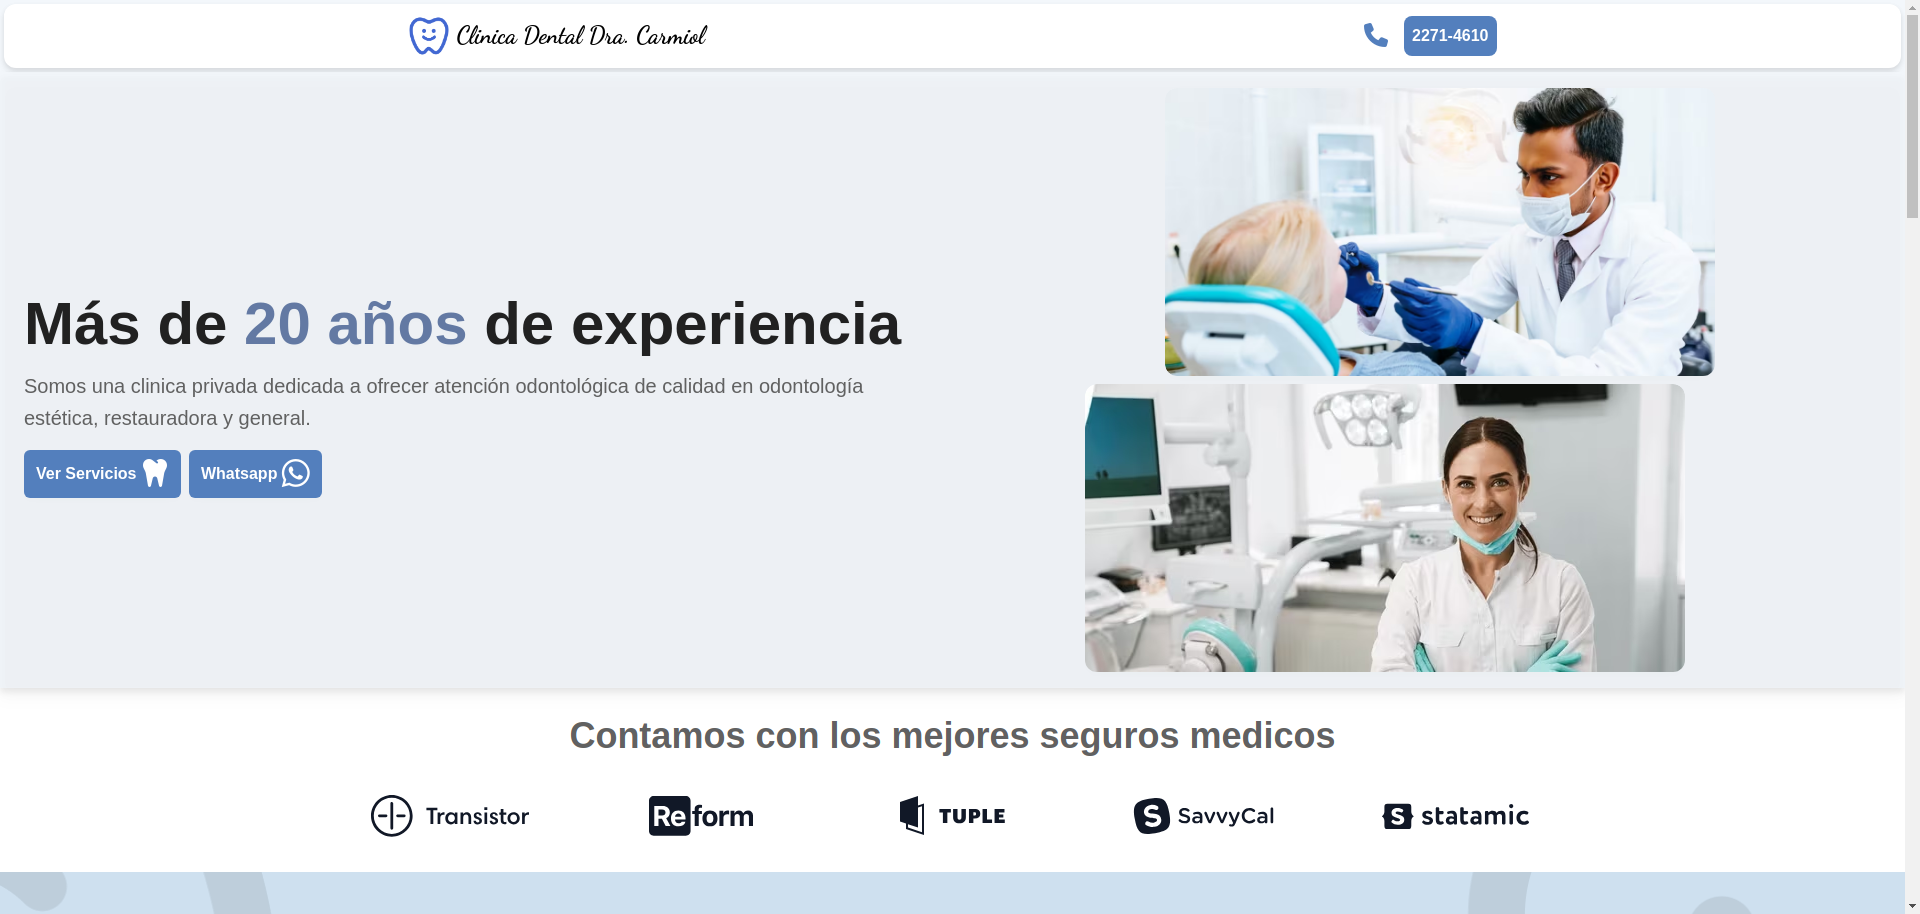 Clinica Dental Dra. Carmiol
2271-4610
Más de 20 años de experiencia
Somos una clinica privada dedicada a ofrecer atención odontológica de calidad en odontología
estética, restauradora y general.
Ver Servicios
Whatsapp
Contamos con los mejores seguros medicos
Transistor
Reform
TUPLE
S SavvyCal
S statamic